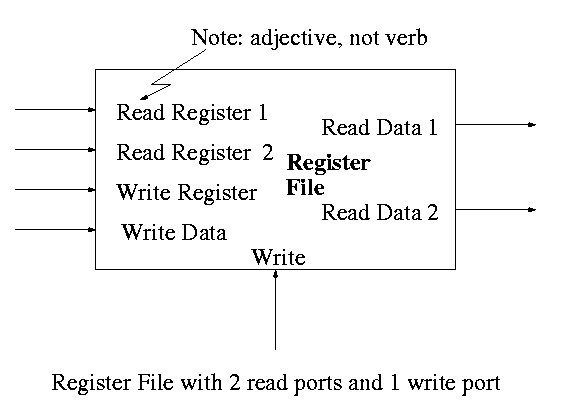 Note: adjective, not verb
Read Register 1
Read Data 1
Read Register 2
Register
File
Write Register
Read Data 2
Write Data
Write
Register File with 2 read ports and 1 write port